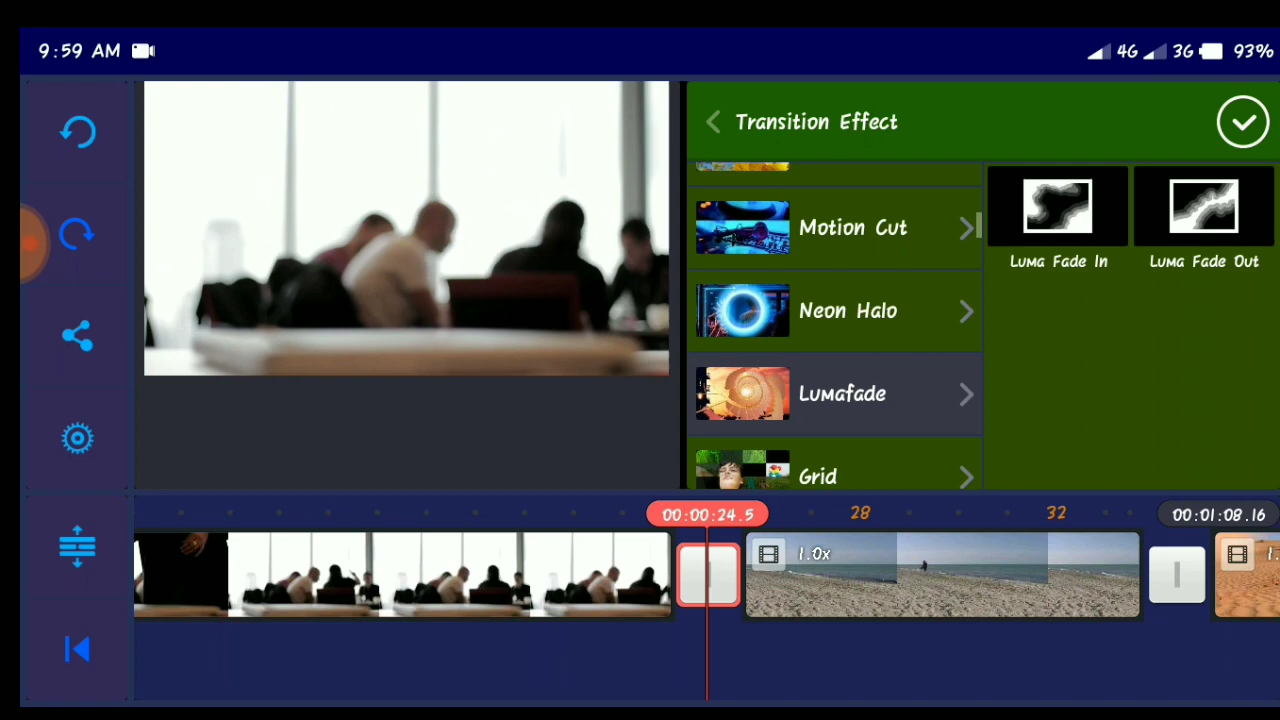 9:59 AM
4G 3G 93%
Transition Effect
Motion Cut
Neon Halo
Lumafade
Grid
Luma Fade In
Luma Fade Out
00:00:24.5
28
32
00:01:08.16
1.0x
1.